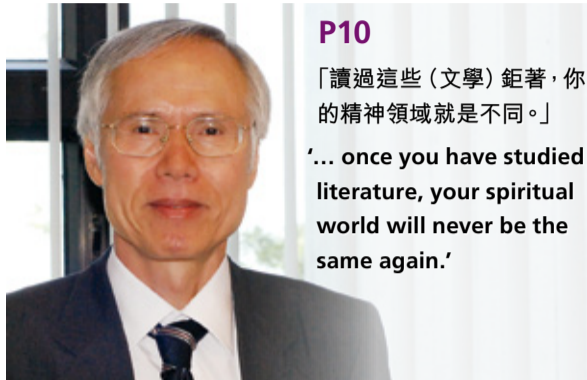 P10
「讀過這些（文學）鉅著，你
的精神領域就是不同。」
‘… once you have studied
literature, your spiritual
world will never be the
same again.’